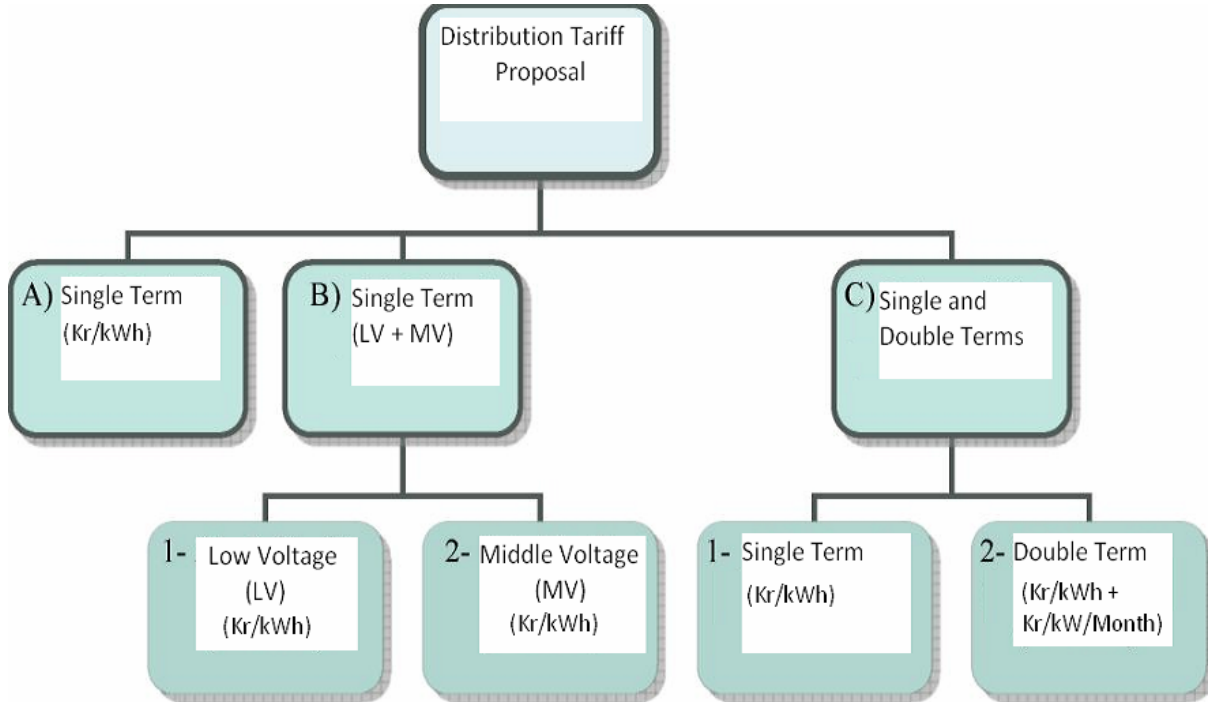 Distribution Tariff
Proposal
A) Single Term
(Kr/kWh)
B) Single Term
(LV + MV)
C) Single and
Double Terms
1- Low Voltage
(LV)
(Kr/kWh)
2- Middle Voltage
(MV)
(Kr/kWh)
1- Single Term
(Kr/kWh)
2- Double Term
(Kr/kWh +
Kr/kW/Month)